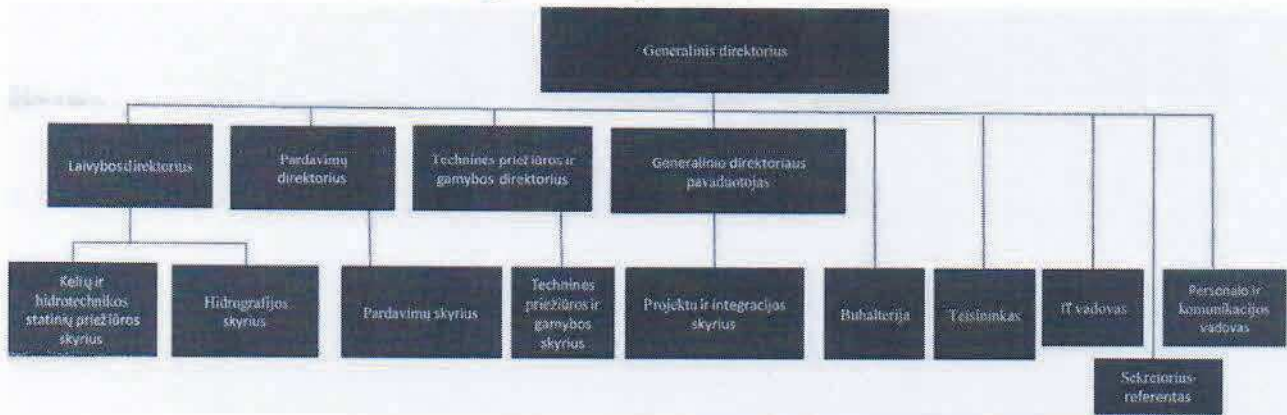 Generalinis direktorius
Laivybos direktorius
Pardavimų
direktorius
Techninės priežiūros ir
gamybos direktorius
Generalinio direktoriaus
pavaduotojas
Kelių ir
hidrotechnikos
statinių priežiūros
skyrius
Hidrografijos
skyrius
Pardavimų skyrius
Techninės
priežiūros ir
gamybos
skyrius
Projektų ir integracijos
skyrius
Buhalterija
Teisininkas
IT vadovas
Personalo ir
komunikacijos
vadovas
Sekretorius-
referentas